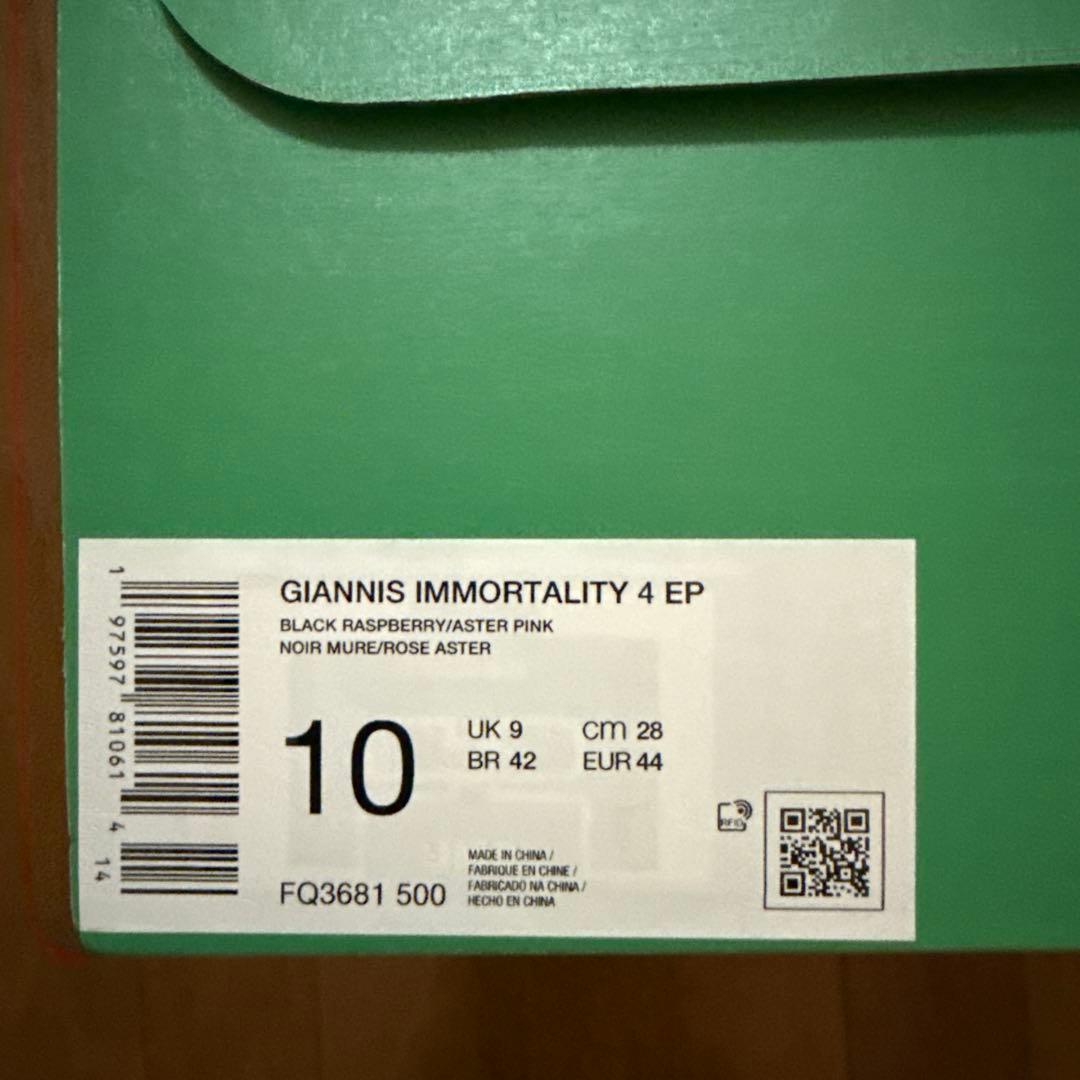 GIANNIS IMMORTALITY 4 EP
BLACK RASPBERRY/ASTER PINK
NOIR MURE/ROSE ASTER
10
UK 9
cm 28
BR 42
EUR 44
RFID
MADE IN CHINA /
FABRIQUE EN CHINE /
FABRICADO NA CHINA /
HECHO EN CHINA
FQ3681 500
1 97597 81061 4 14